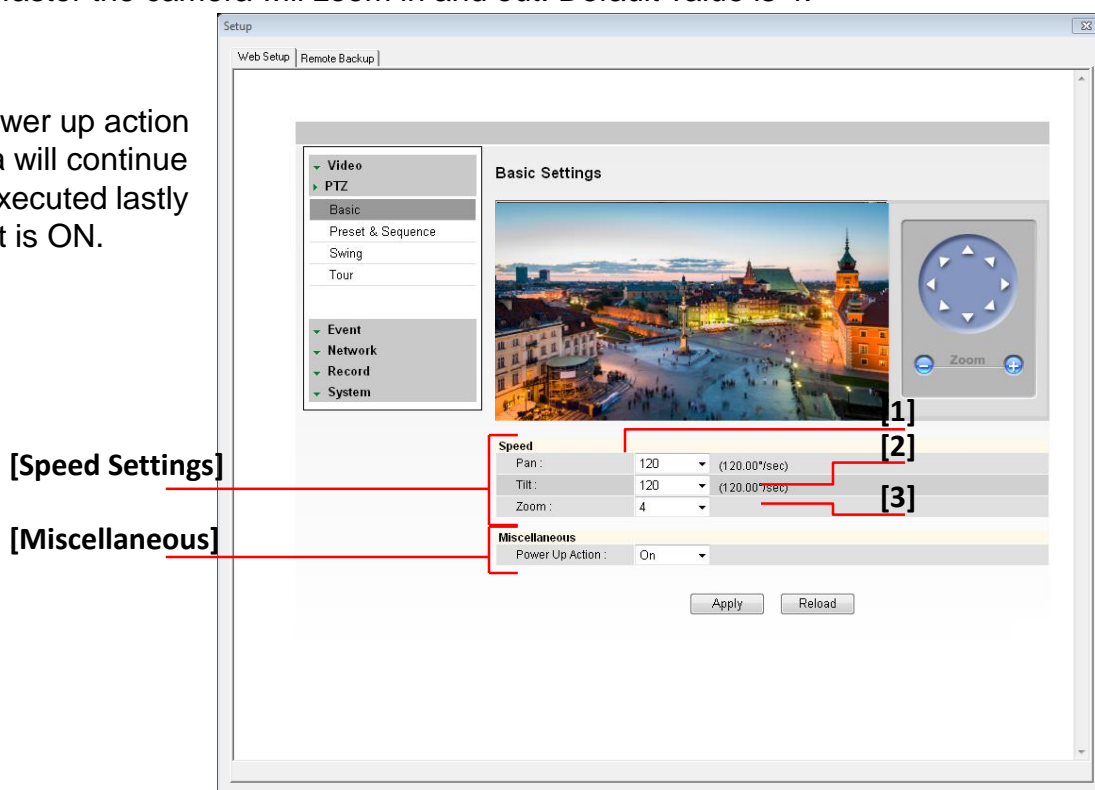 faster the camera will zoom in and out. Default value is 4.
Setup
Web Setup Remote Backup
wer up action
will continue
executed lastly
t is ON.
Video
PTZ
Basic
Preset & Sequence
Swing
Tour
Event
Network
Record
System
Basic Settings
Zoom
[1]
[2]
[3]
[Speed Settings]
[Miscellaneous]
Speed
Pan : 120 (120.00°/sec)
Tilt : 120 (120.00°/sec)
Zoom : 4
Miscellaneous
Power Up Action : On
Apply Reload